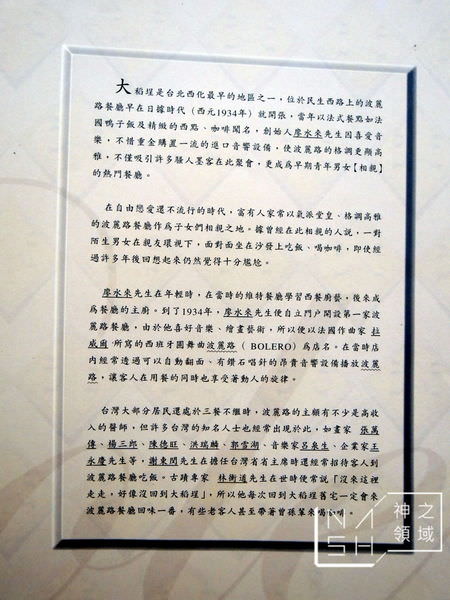 大稻埕是台北西化最早的地區之一，位於民生西路上的波麗
路餐廳早在日據時代（西元1934年）就開張，當年以法式餐點如法
國鴨子飯及精緻的西點、咖啡聞名，創始人廖水來先生因喜愛音
樂，不惜重金購置一流的進口音響設備，使波麗路的格調更顯高
雅，不僅吸引許多騷人墨客在此聚會，更成為早期青年男女【相親】
的熱門餐廳。
在自由戀愛還不流行的時代，富有人家常以氣派堂皇、格調高雅
的波麗路餐廳作為子女們相親之地。據曾經在此相親的人說，一對
陌生男女在親友環視下，面對面坐在沙發上吃飯、喝咖啡，即使經
過許多年後回想起來仍然覺得十分尷尬。
廖水來先生在年輕時，在當時的維特餐廳學習西餐廚藝，後來成
為餐廳的主廚。到了1934年，廖水來先生便自立門戶開設第一家波
麗路餐廳，由於他喜好音樂、繪畫藝術，所以便以法國作曲家 拉
威爾 所寫的西班牙圓舞曲波麗路（ BOLERO）為店名。在當時店
內經常透過可以自動翻面、有鑽石唱針的昂貴音響設備播放波麗
路，讓客人在用餐的同時也享受著動人的旋律。
台灣大部分居民還處於三餐不繼時，波麗路的主顧有不少是高收
入的醫師，但許多台灣的知名人士也經常出現於此，如畫家 張萬
傳、楊三郎、陳德旺、洪瑞麟、郭雪湖、音樂家呂泉生、企業家王
永慶先生等，謝東閔先生在擔任台灣省省主席時還經常招待客人到
波麗路餐廳吃飯。古蹟專家 林衡道先生在世時便常說「沒來這裡
走走，好像沒回到大稻埕」，所以他每次回到大稻埕舊宅一定會來
波麗路餐廳回味一番，有些老客人甚至帶著曾孫輩來喝咖啡。
NASH 神之領域